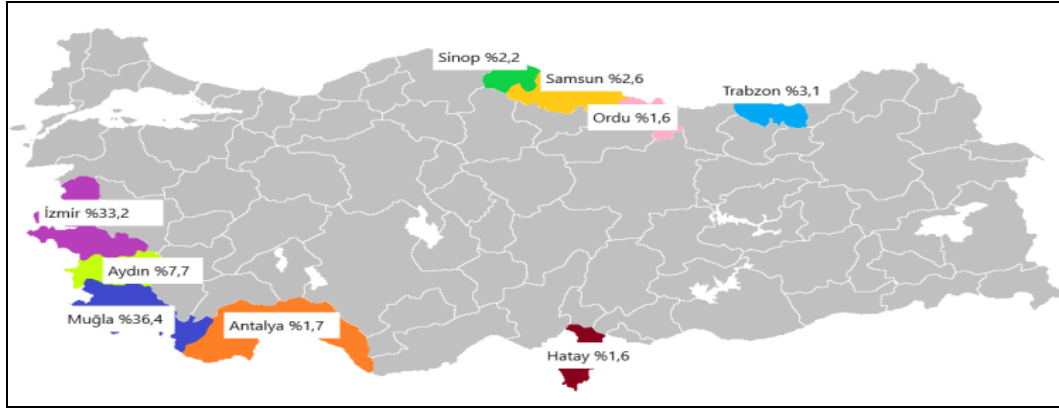 Sinop %2,2
Samsun %2,6
Trabzon %3,1
Ordu %1,6
İzmir %33,2
Aydın %7,7
Muğla %36,4
Antalya %1,7
Hatay %1,6